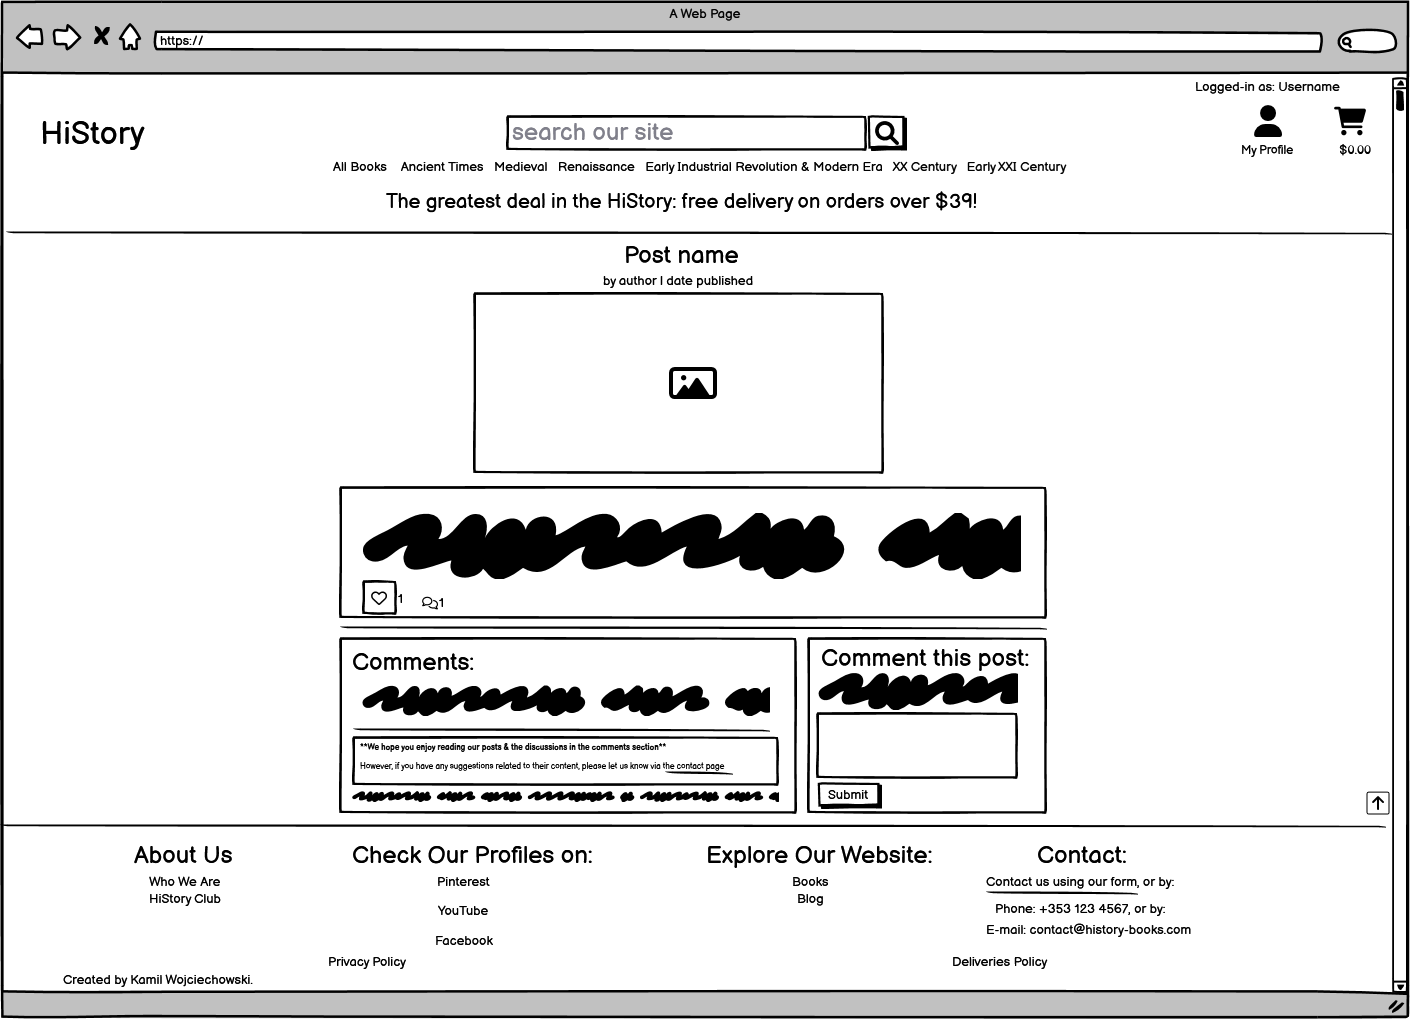 A Web Page
https://
Logged-in as: Username
HiStory
search our site
My Profile
$0.00
All Books Ancient Times Medieval Renaissance Early Industrial Revolution & Modern Era XX Century Early XXI Century
The greatest deal in the HiStory: free delivery on orders over $39!
Post name
by author | date published
1 1
Comments:
**We hope you enjoy reading our posts & the discussions in the comments section**
However, if you have any suggestions related to their content, please let us know via the contact page
Comment this post:
Submit
About Us
Who We Are
HiStory Club
Check Our Profiles on:
Pinterest
YouTube
Facebook
Explore Our Website:
Books
Blog
Contact:
Contact us using our form, or by:
Phone: +353 123 4567, or by:
E-mail: contact@history-books.com
Privacy Policy
Deliveries Policy
Created by Kamil Wojciechowski.